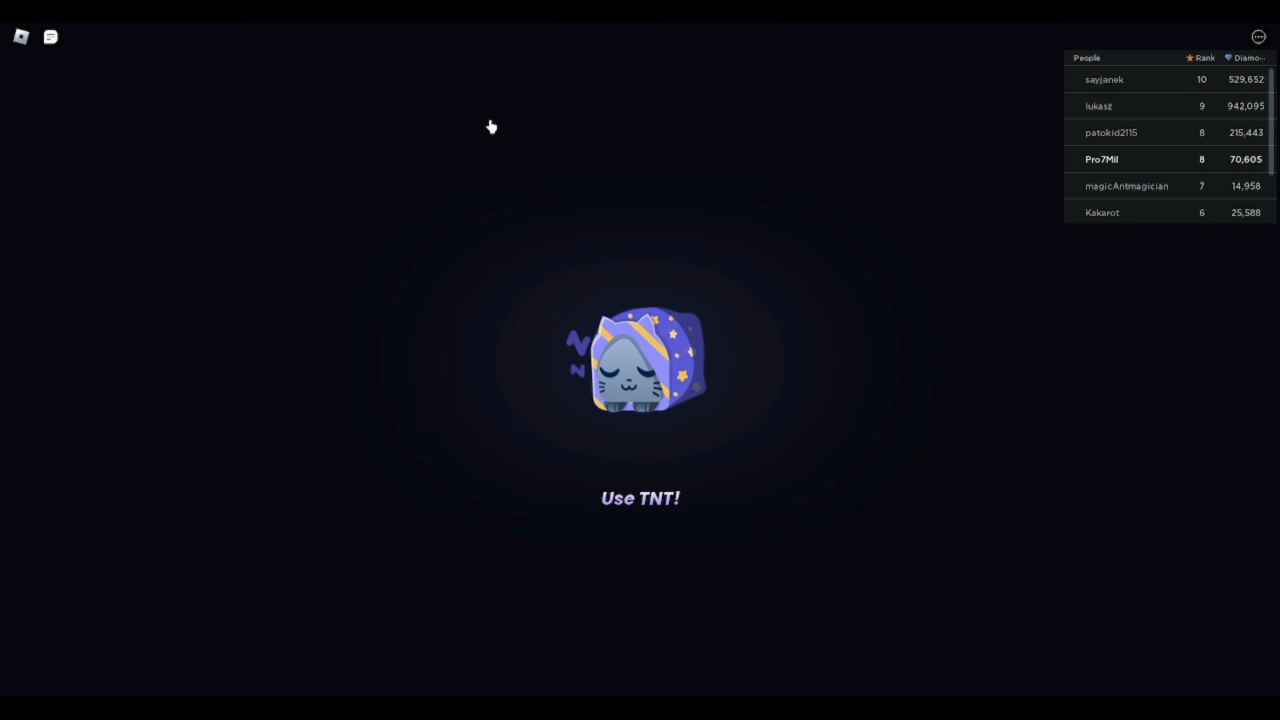 People Rank Diamo...
sayjanek 10 529,652
lukasz 9 942,095
patokid2115 8 215,443
Pro7Mil 8 70,605
magicAntmagician 7 14,958
Kakarot 6 25,588
Use TNT!